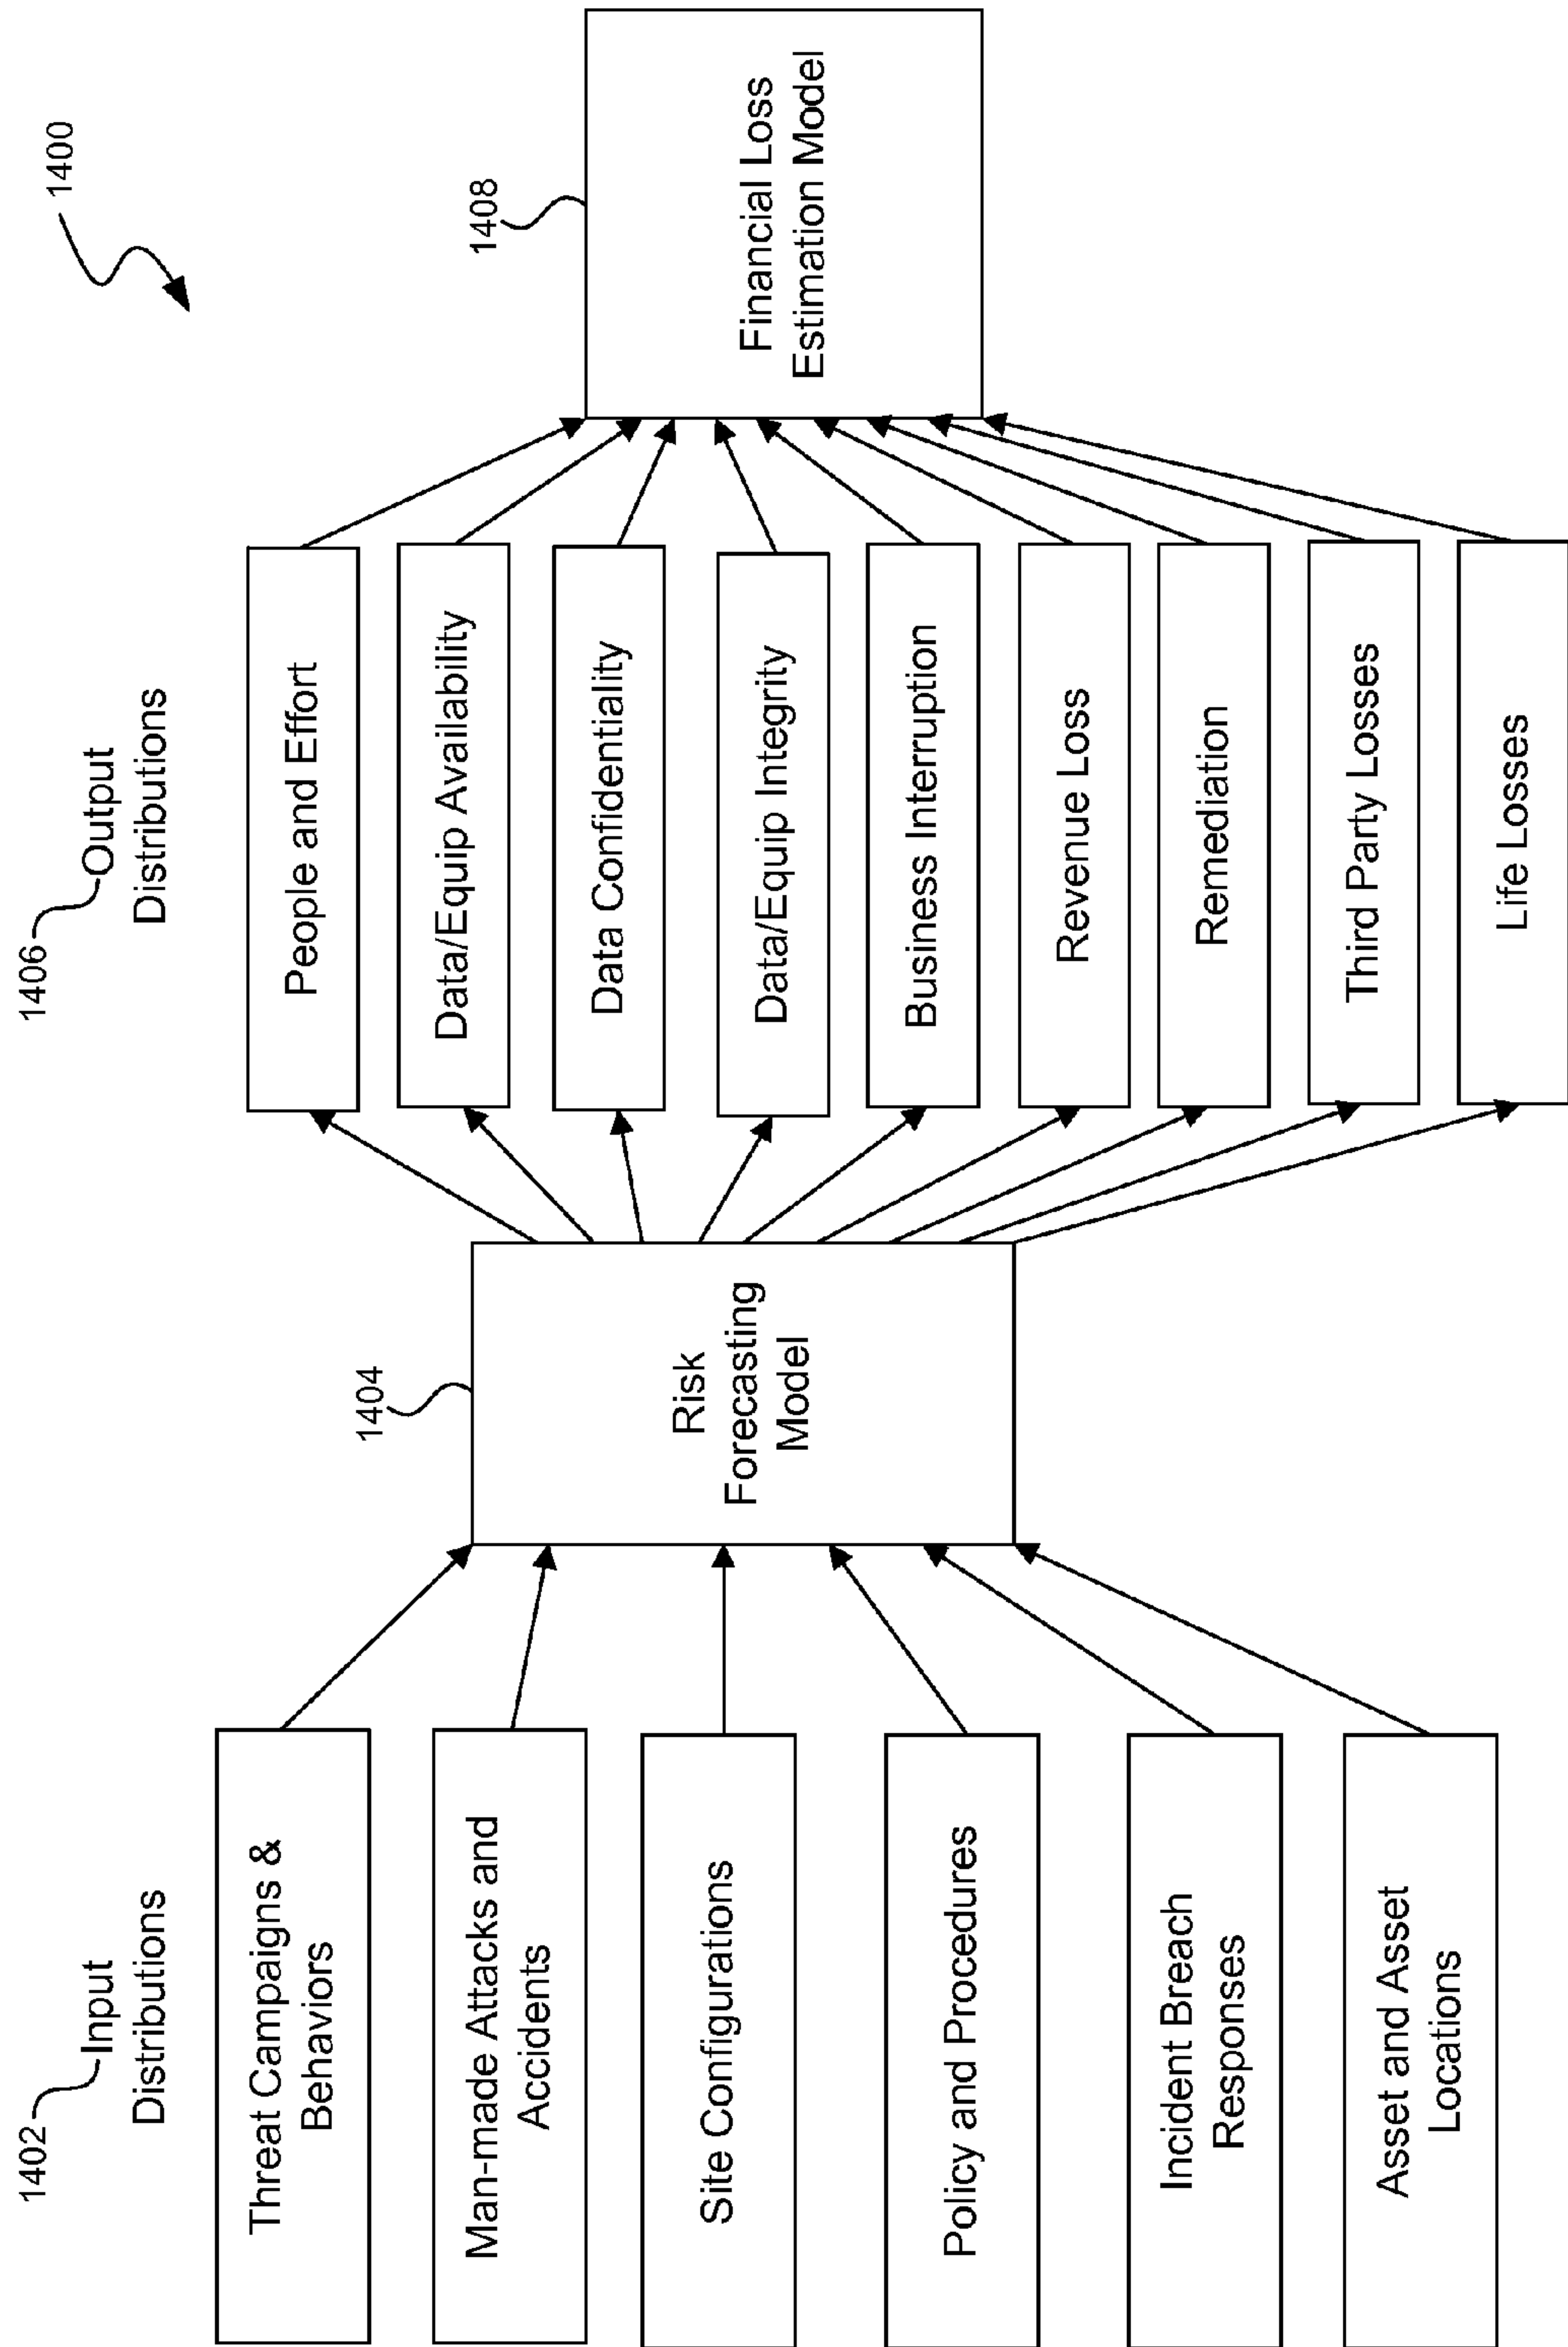 1400
1402
Input
Distributions
Threat Campaigns &
Behaviors
Man-made Attacks and
Accidents
Site Configurations
Policy and Procedures
Incident Breach
Responses
Asset and Asset
Locations
1404
Risk
Forecasting
Model
1406
Output
Distributions
People and Effort
Data/Equip Availability
Data Confidentiality
Data/Equip Integrity
Business Interruption
Revenue Loss
Remediation
Third Party Losses
Life Losses
1408
Financial Loss
Estimation Model